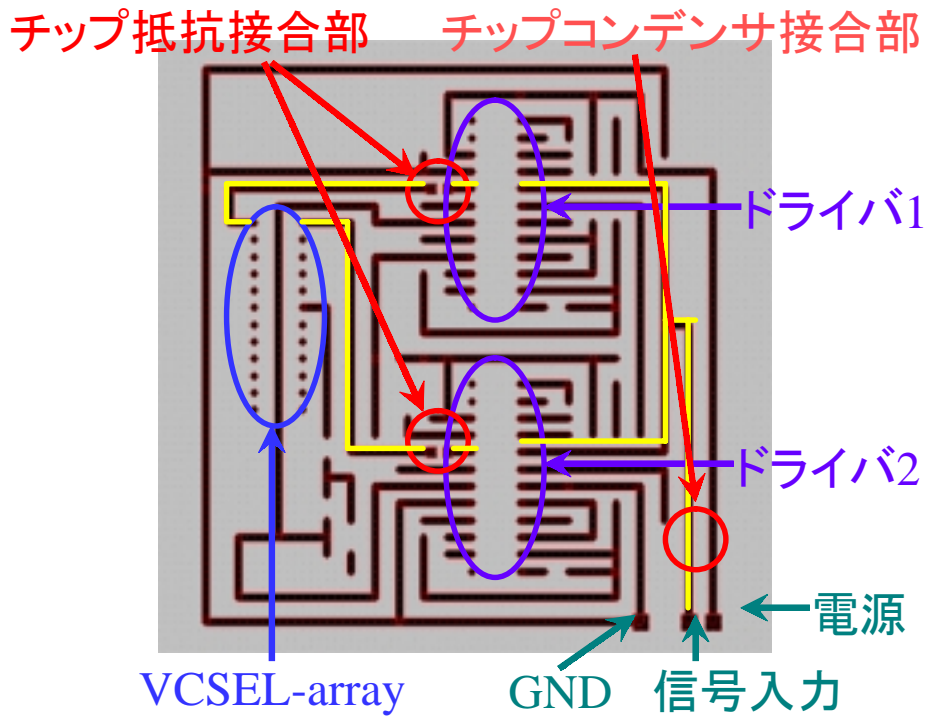 チップ抵抗接合部
チップコンデンサ接合部
ドライバ1
ドライバ2
電源
VCSEL-array
GND
信号入力